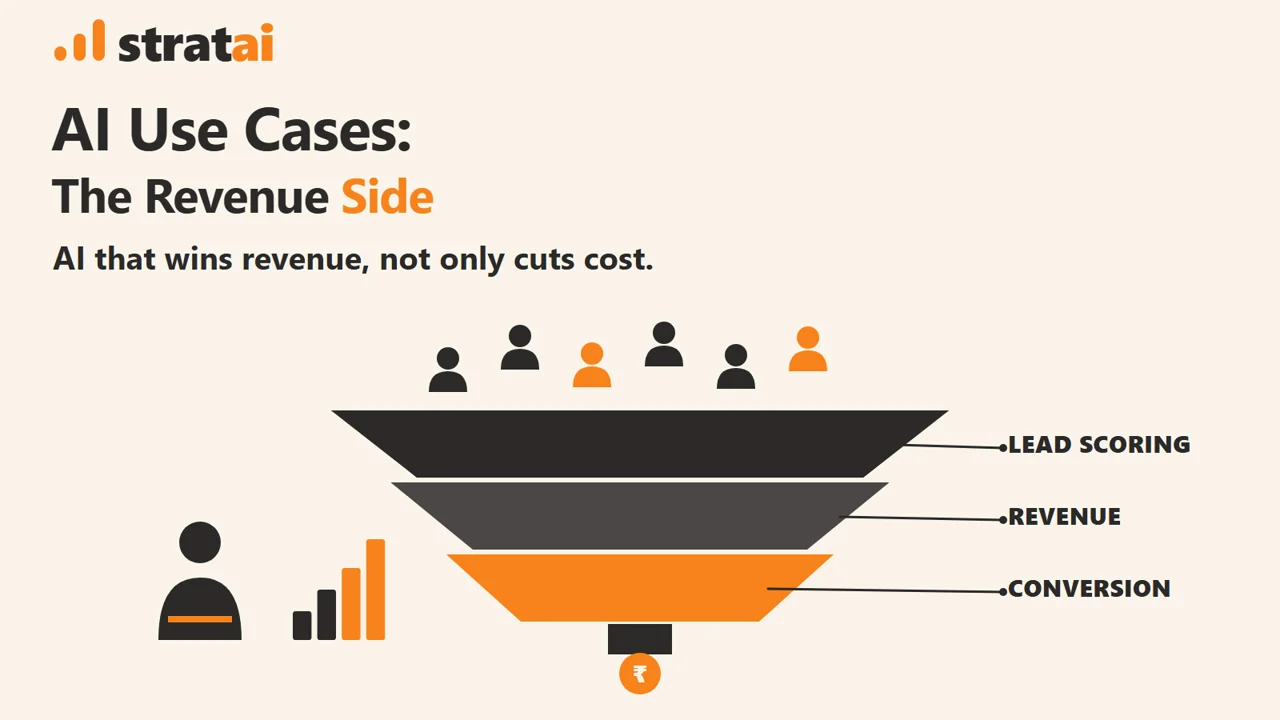 stratai
AI Use Cases:
The Revenue Side
AI that wins revenue, not only cuts cost.
LEAD SCORING
REVENUE
CONVERSION
₹